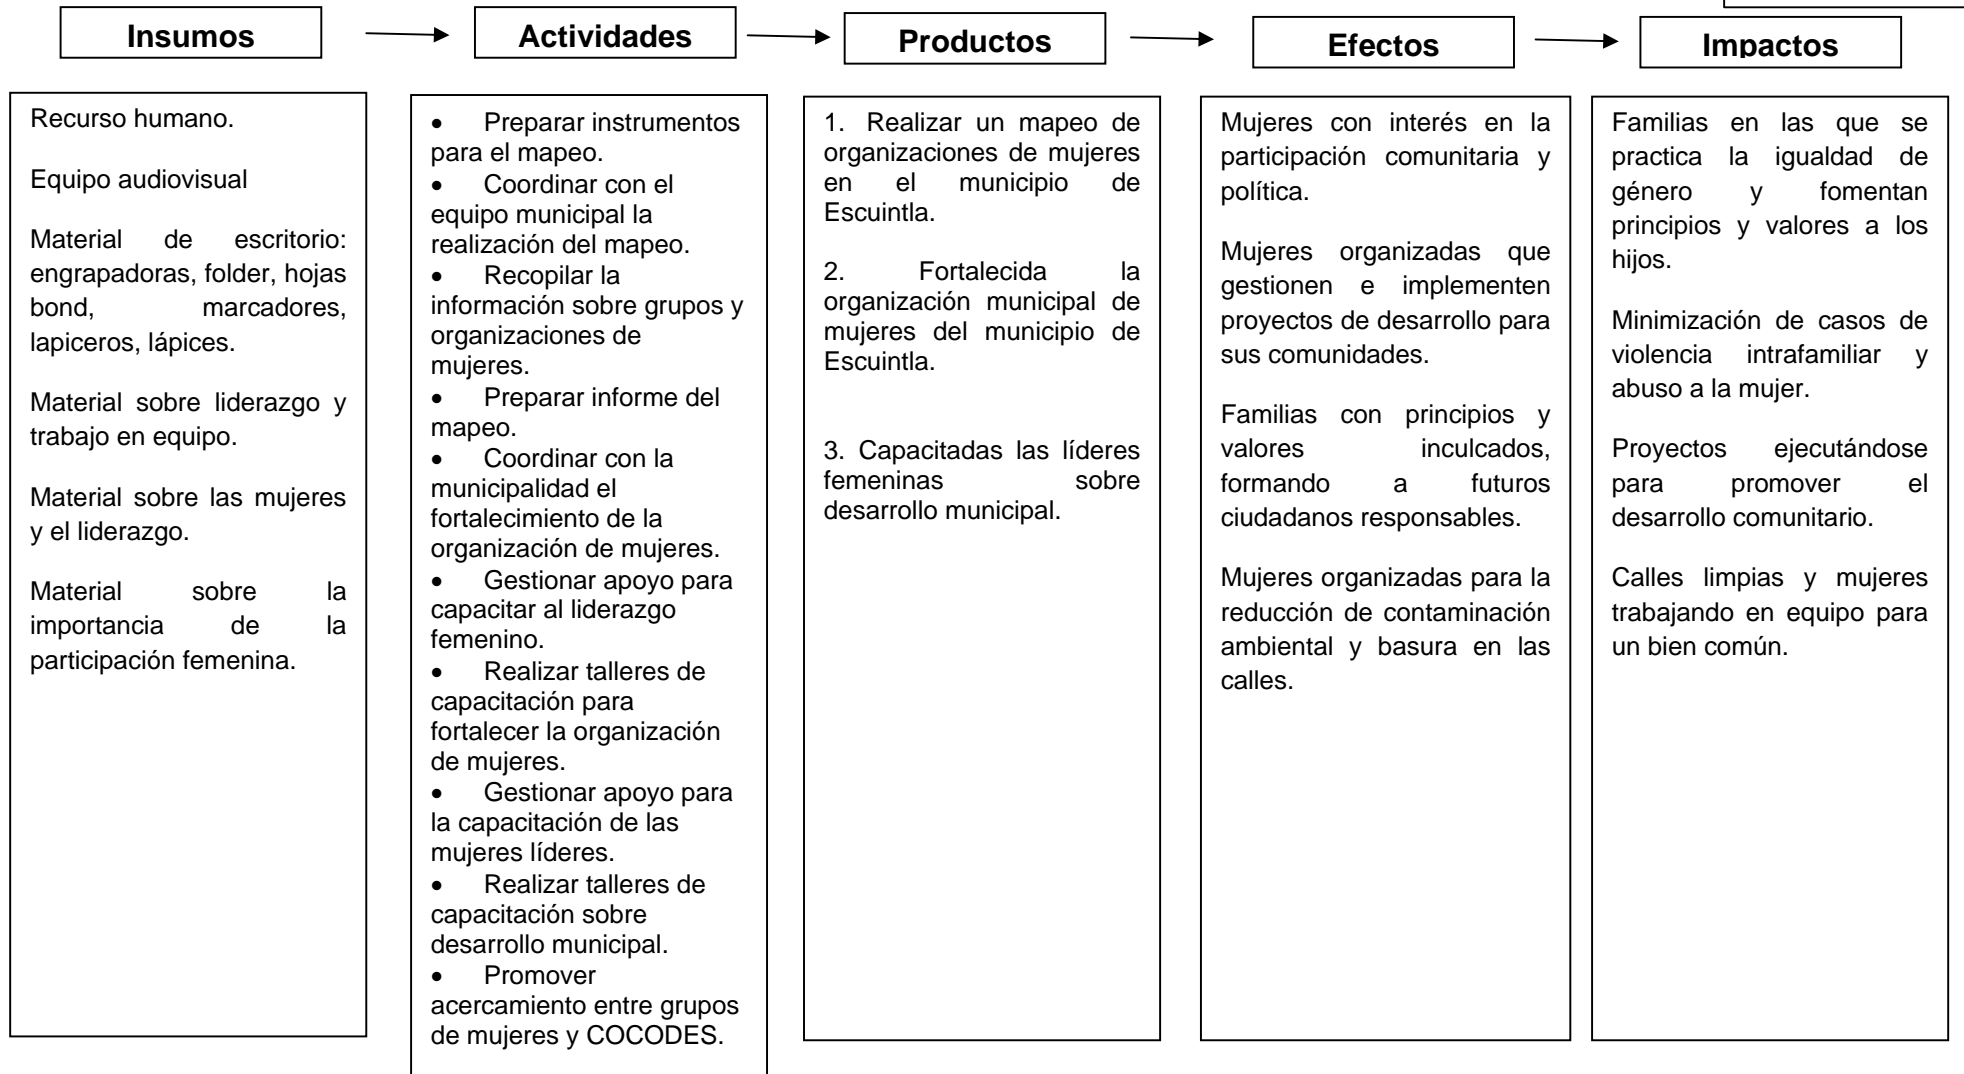 Insumos
Actividades
Productos
Efectos
Impactos
Recurso humano.
Equipo audiovisual
Material de escritorio:
engrapadoras, folder, hojas
bond, marcadores,
lapiceros, lápices.
Material sobre liderazgo y
trabajo en equipo.
Material sobre las mujeres
y el liderazgo.
Material sobre la
importancia de la
participación femenina.
• Preparar instrumentos
para el mapeo.
• Coordinar con el
equipo municipal la
realización del mapeo.
• Recopilar la
información sobre grupos y
organizaciones de
mujeres.
• Preparar informe del
mapeo.
• Coordinar con la
municipalidad el
fortalecimiento de la
organización de mujeres.
• Gestionar apoyo para
capacitar al liderazgo
femenino.
• Realizar talleres de
capacitación para
fortalecer la organización
de mujeres.
• Gestionar apoyo para
la capacitación de las
mujeres líderes.
• Realizar talleres de
capacitación sobre
desarrollo municipal.
• Promover
acercamiento entre grupos
de mujeres y COCODES.
1. Realizar un mapeo de
organizaciones de mujeres
en el municipio de
Escuintla.
2. Fortalecida la
organización municipal de
mujeres del municipio de
Escuintla.
3. Capacitadas las líderes
femeninas sobre
desarrollo municipal.
Mujeres con interés en la
participación comunitaria y
política.
Mujeres organizadas que
gestionen e implementen
proyectos de desarrollo para
sus comunidades.
Familias con principios y
valores inculcados,
formando a futuros
ciudadanos responsables.
Mujeres organizadas para la
reducción de contaminación
ambiental y basura en las
calles.
Familias en las que se
practica la igualdad de
género y fomentan
principios y valores a los
hijos.
Minimización de casos de
violencia intrafamiliar y
abuso a la mujer.
Proyectos ejecutándose
para promover el
desarrollo comunitario.
Calles limpias y mujeres
trabajando en equipo para
un bien común.